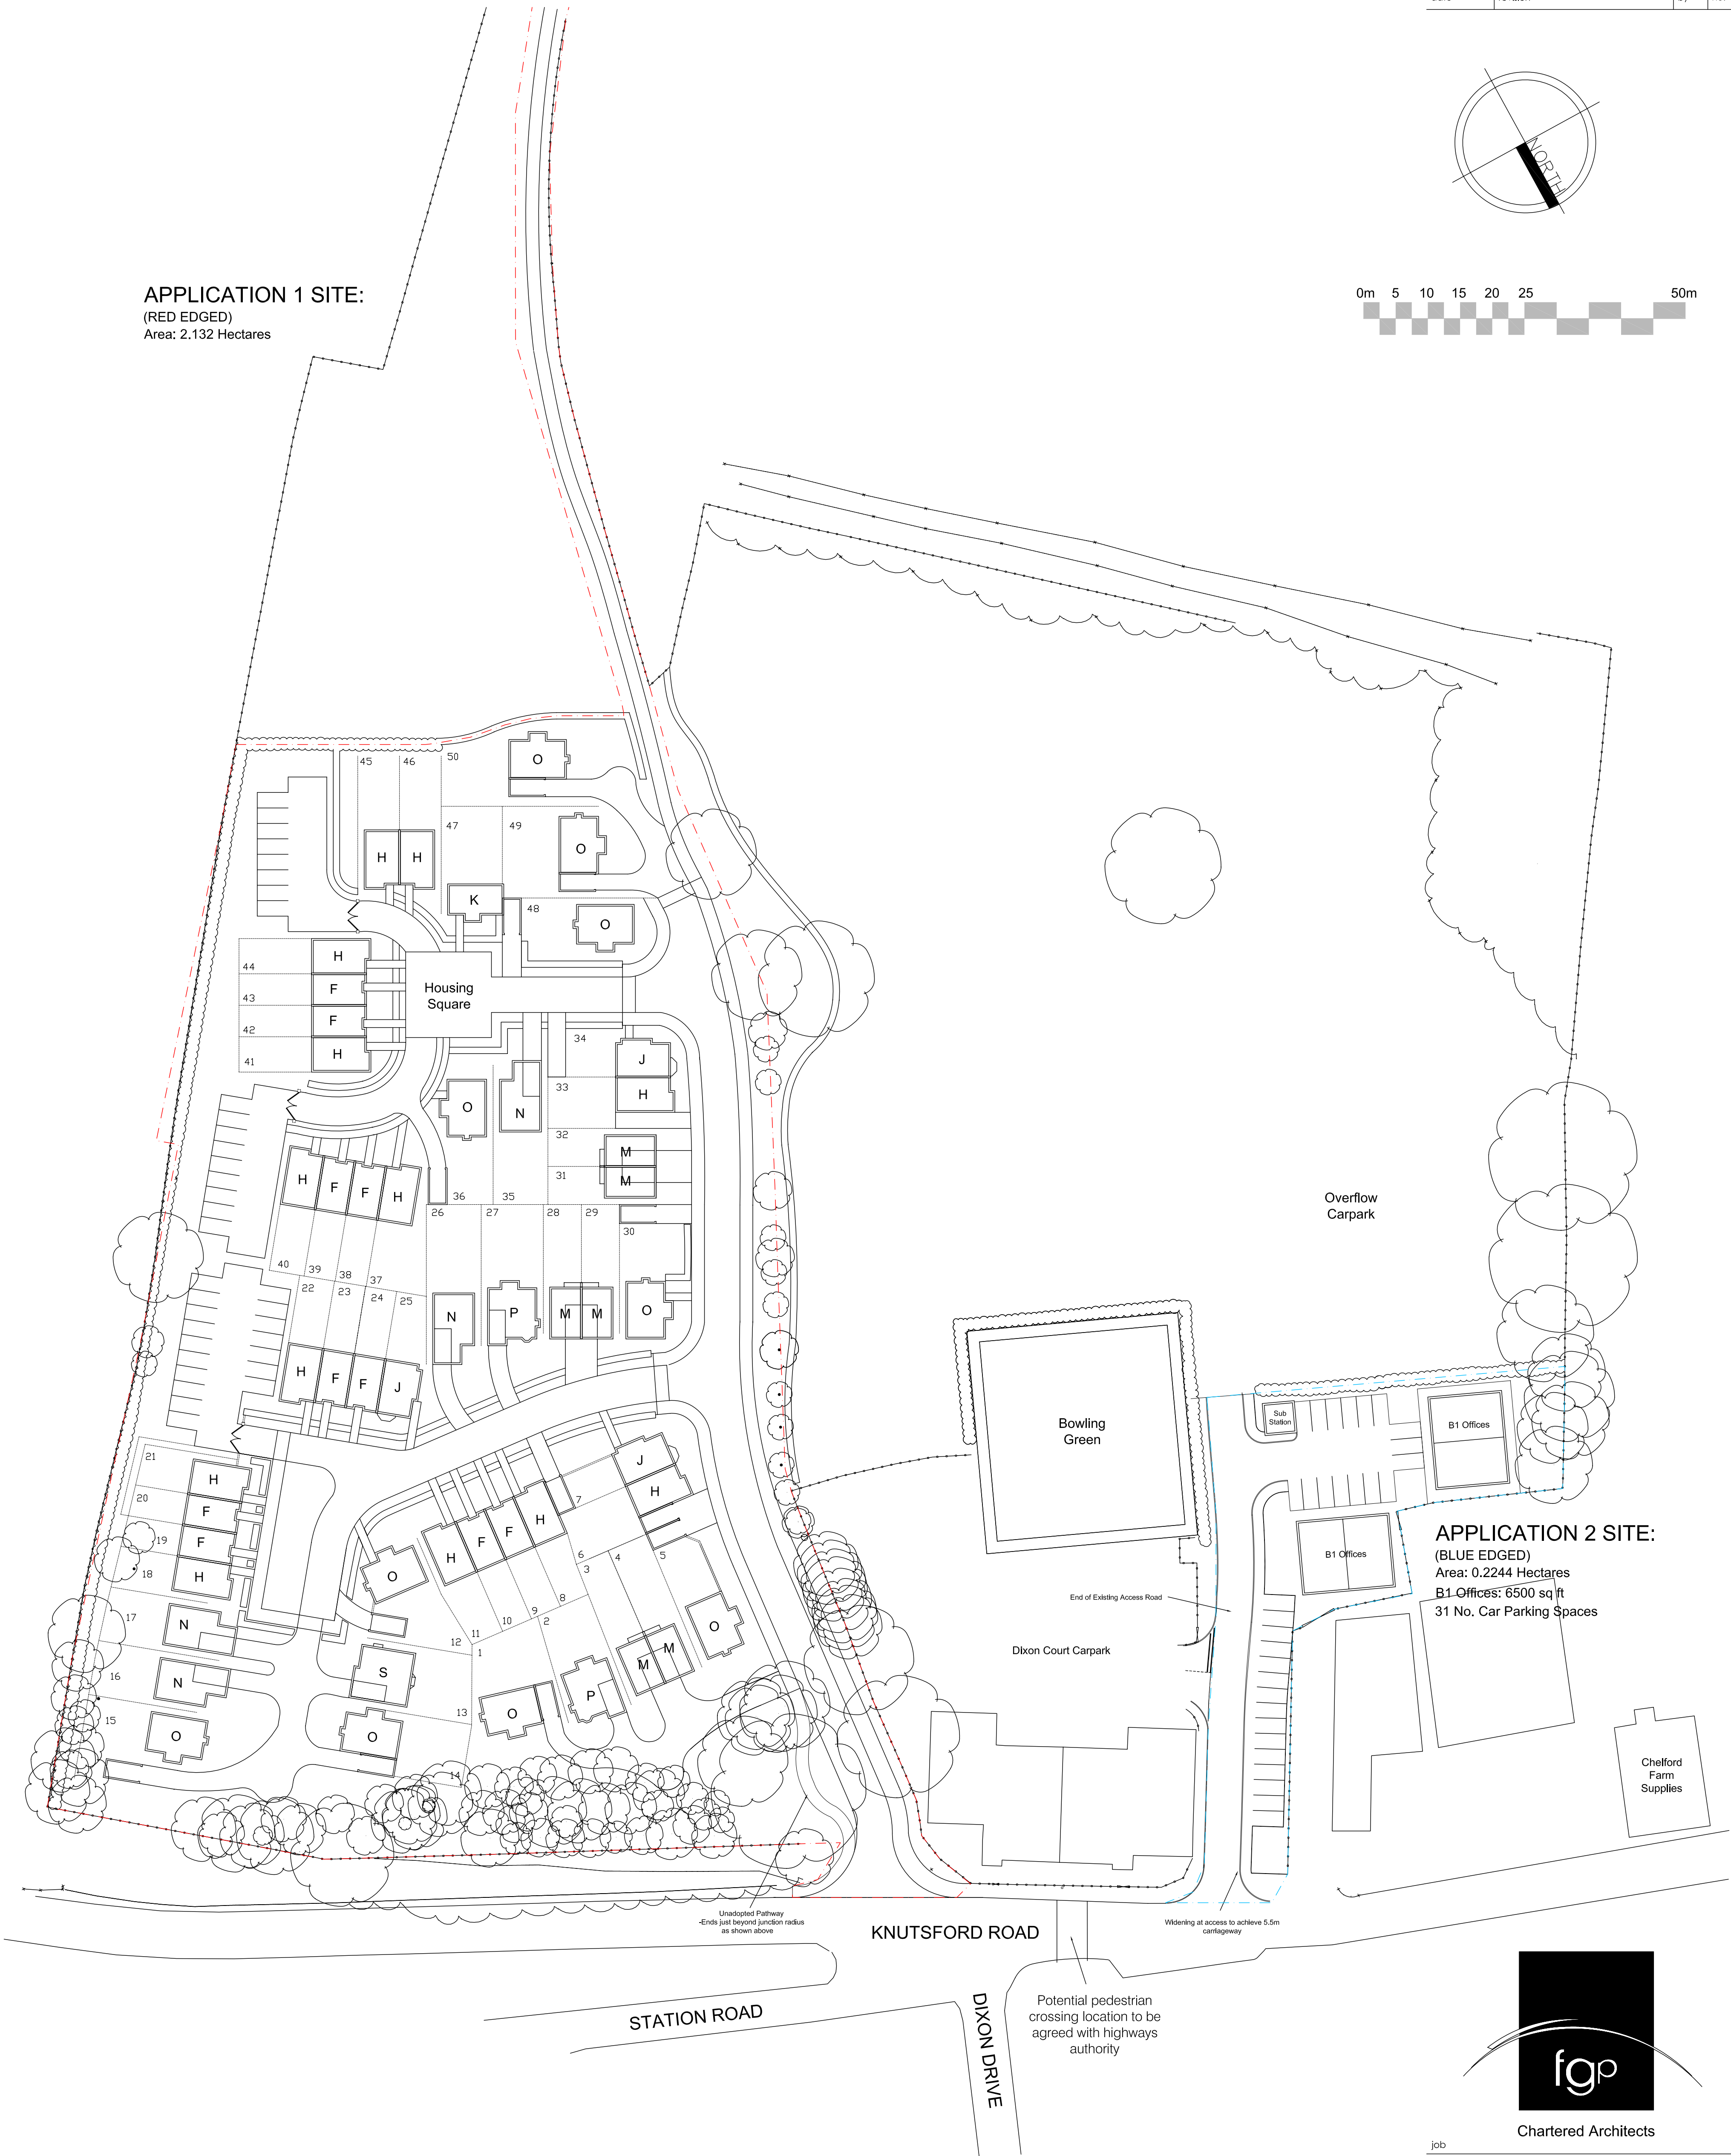 NORTH
0m 5 10 15 20 25 50m
APPLICATION 1 SITE:
(RED EDGED)
Area: 2.132 Hectares
45 46 50
O
47 49
O
H H
K
48
O
44 H
43 F
42 F
41 H
Housing
Square
34
J
33
H
O
N
32
M
31
M
36 35
H F F H
26 27 28 29
30
40 39 38 37
22 23 24 25
N P M M O
H F F J
21
H
20
F
19
F
18
H
17
N
16
N
15
O
J
H
7
H F F H
O
6
3
4 5
8
9
10
11
12
2
1
S
13
O
14
O
P
M M
O
Overflow
Carpark
Bowling
Green
Sub
Station
B1 Offices
B1 Offices
APPLICATION 2 SITE:
(BLUE EDGED)
Area: 0.2244 Hectares
B1 Offices: 6500 sq ft
31 No. Car Parking Spaces
End of Existing Access Road
Dixon Court Carpark
Chelford
Farm
Supplies
Unadopted Pathway
-Ends just beyond junction radius
as shown above
KNUTSFORD ROAD
Widening at access to achieve 5.5m
carriageway
STATION ROAD
DIXON DRIVE
Potential pedestrian
crossing location to be
agreed with highways
authority
fgp
Chartered Architects
job